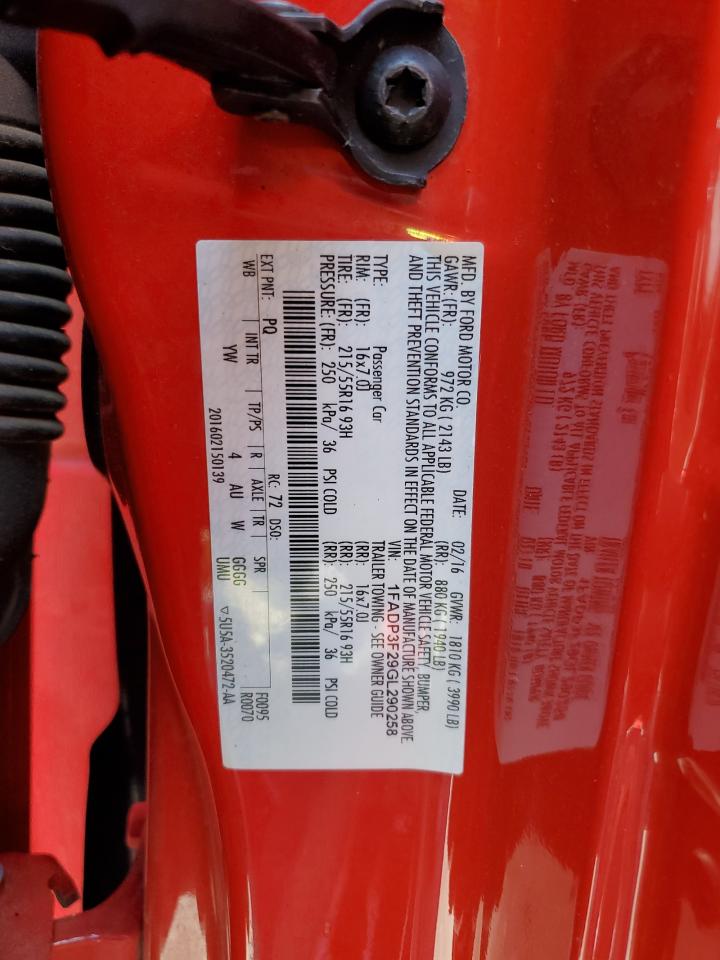 MFD. BY FORD MOTOR CO.
DATE: 02/16 GVWR: 1810 KG ( 3990 LB)
GAWR: (FR): 972 KG ( 2143 LB) (RR): 880 KG ( 1940 LB)
THIS VEHICLE CONFORMS TO ALL APPLICABLE FEDERAL MOTOR VEHICLE SAFETY, BUMPER,
AND THEFT PREVENTION STANDARDS IN EFFECT ON THE DATE OF MANUFACTURE SHOWN ABOVE.
VIN: 1FADP3F29GL290258
TYPE: Passenger Car TRAILER TOWING - SEE OWNER GUIDE
RIM: (FR): 16x7.0J (RR): 16x7.0J
TIRE: (FR): 215/55R16 93H (RR): 215/55R16 93H
PRESSURE: (FR): 250 kPa/ 36 PSI COLD (RR): 250 kPa/ 36 PSI COLD
EXT PNT: PQ RC: 72 DSO: F0095
WB INT TR TP/PS R AXLE TR SPR R0070
YW 4 AU W GGGG
UMU
201602150139 5U5A-3520472-AA